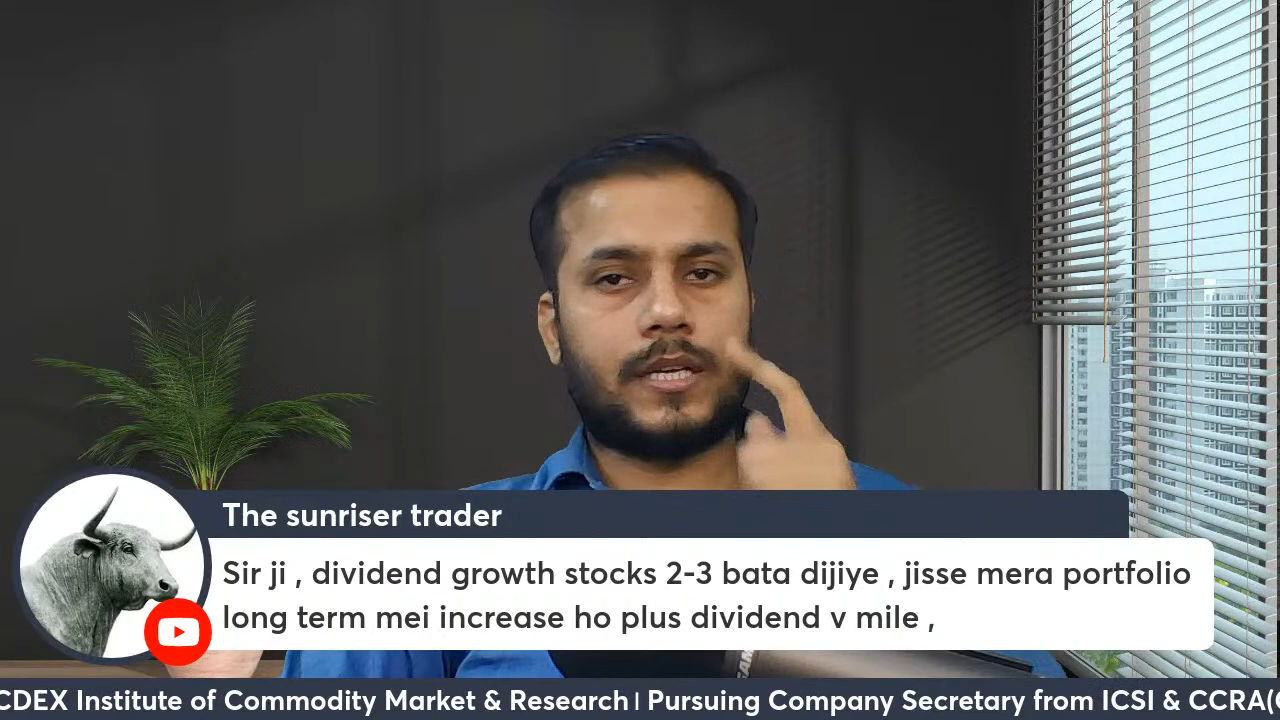 The sunriser trader
Sir ji , dividend growth stocks 2-3 bata dijiye , jisse mera portfolio
long term mei increase ho plus dividend v mile ,
CDEX Institute of Commodity Market & Research | Pursuing Company Secretary from ICSI & CCRA(